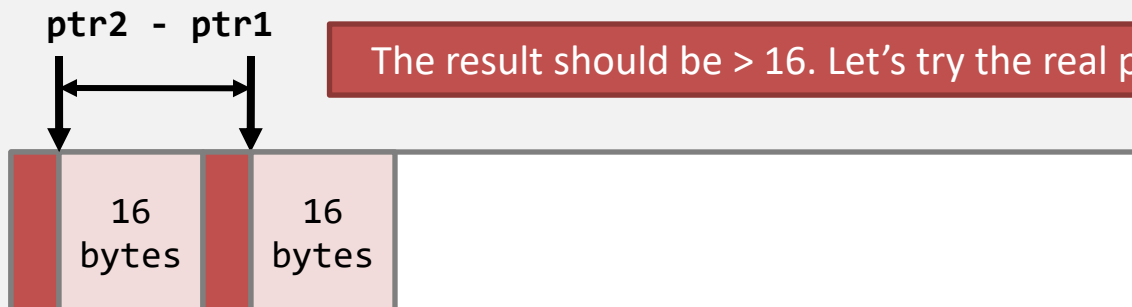 ptr2 - ptr1
The result should be > 16. Let’s try the real
16
bytes
16
bytes